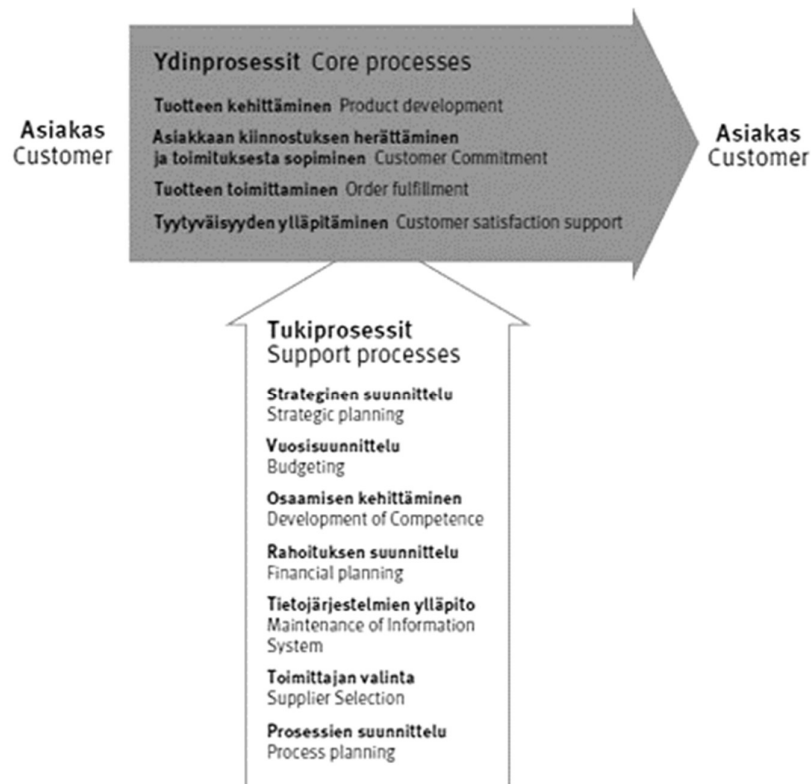 Ydinprosessit Core processes
Tuotteen kehittäminen Product development
Asiakkaan kiinnostuksen herättäminen
ja toimituksesta sopiminen Customer Commitment
Tuotteen toimittaminen Order fulfillment
Tyytyväisyyden ylläpitäminen Customer satisfaction support
Asiakas
Customer
Asiakas
Customer
Tukiprosessit
Support processes
Strateginen suunnittelu
Strategic planning
Vuosisuunnittelu
Budgeting
Osaamisen kehittäminen
Development of Competence
Rahoituksen suunnittelu
Financial planning
Tietojärjestelmien ylläpito
Maintenance of Information
System
Toimittajan valinta
Supplier Selection
Prosessien suunnittelu
Process planning